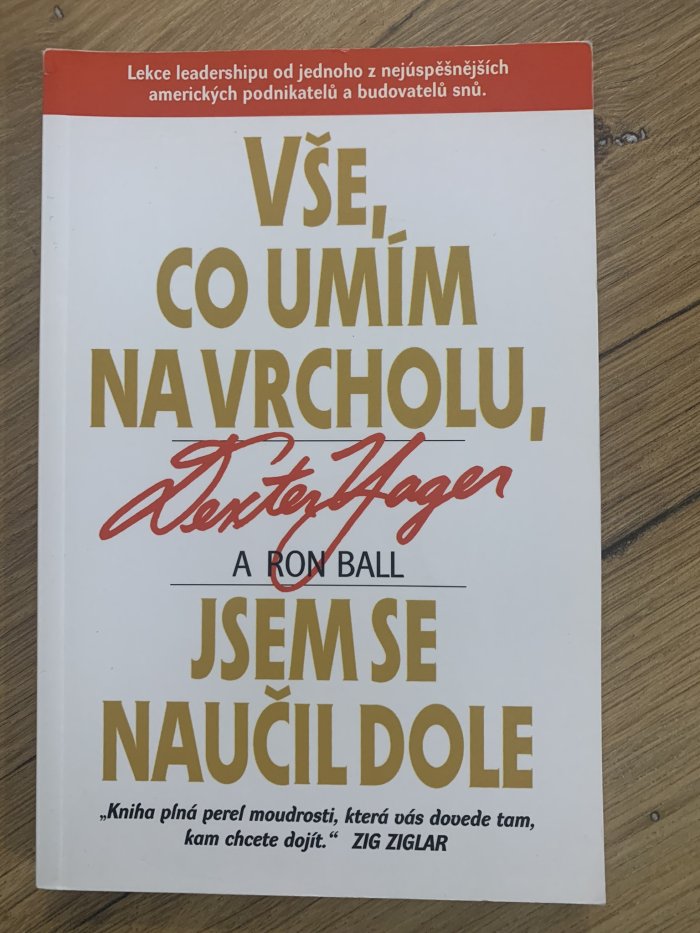 Lekce leadershipu od jednoho z nejúspěšnějších
amerických podnikatelů a budovatelů snů.
VŠE,
CO UMÍM
NA VRCHOLU,
Dexter Yager
A RON BALL
JSEM SE
NAUČIL DOLE
„Kniha plná perel moudrosti, která vás dovede tam,
kam chcete dojít.“ ZIG ZIGLAR